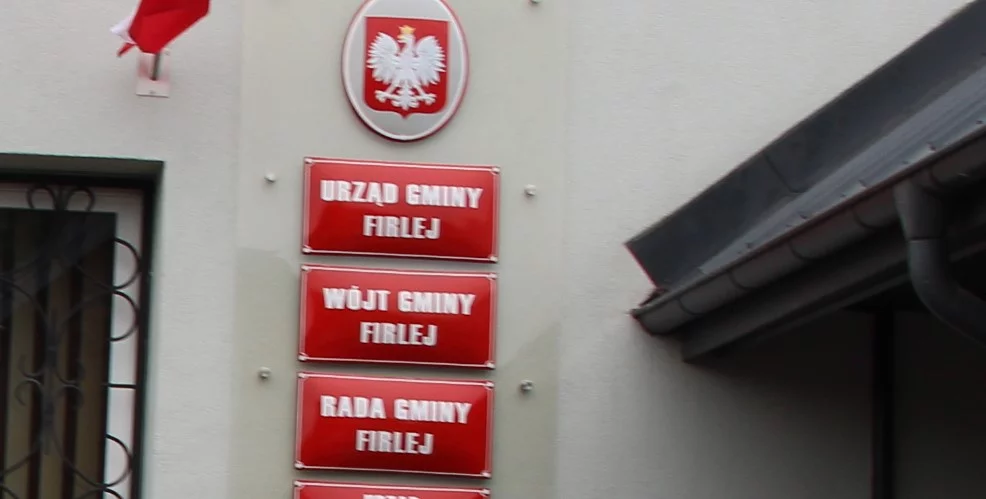 URZĄD GMINY
FIRLEJ
WÓJT GMINY
FIRLEJ
RADA GMINY
FIRLEJ